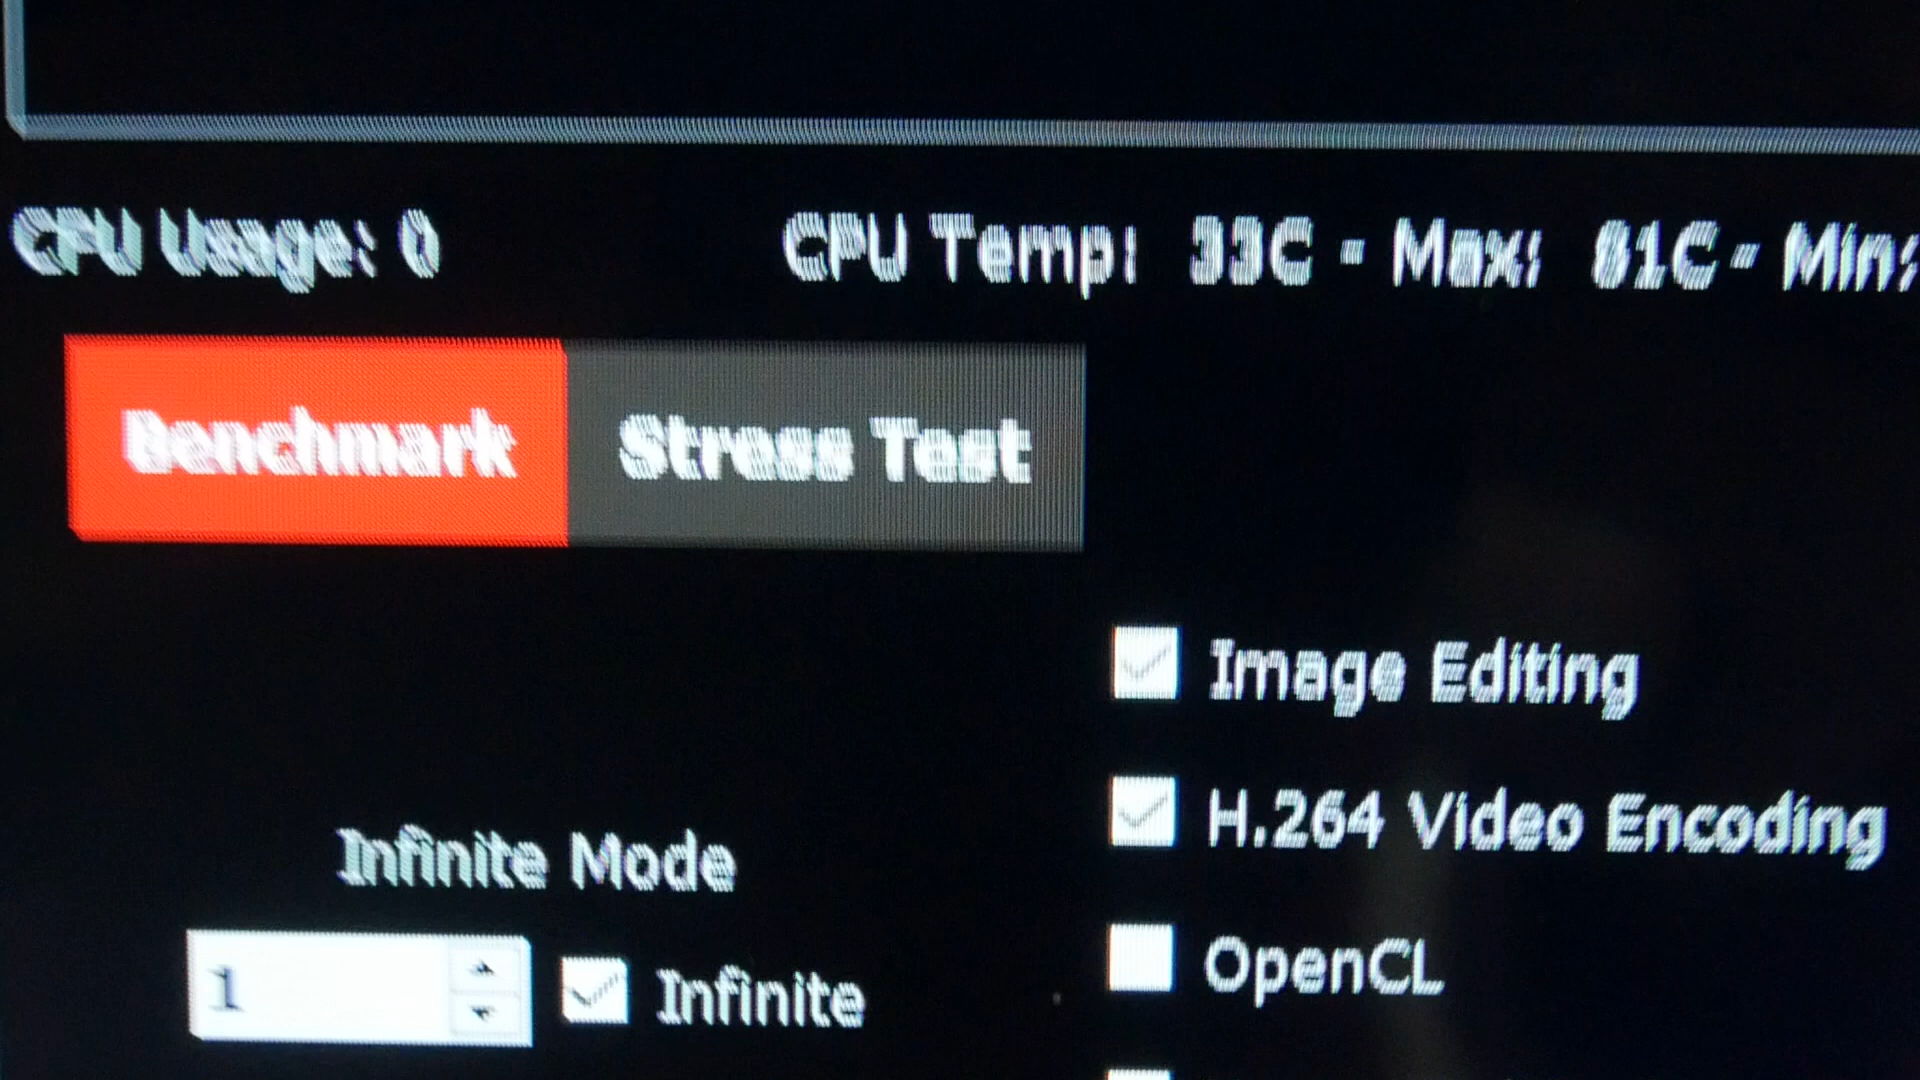 CPU Usage: 0
CPU Temp: 33C - Max: 81C - Min:
Benchmark
Stress Test
Image Editing
H.264 Video Encoding
Infinite Mode
OpenCL
1
Infinite